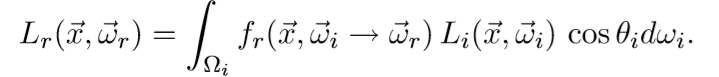 $L_r(\vec{x}, \vec{\omega}_r) = \int_{\Omega_i} f_r(\vec{x}, \vec{\omega}_i \to \vec{\omega}_r) \, L_i(\vec{x}, \vec{\omega}_i) \, \cos\theta_i d\omega_i.$